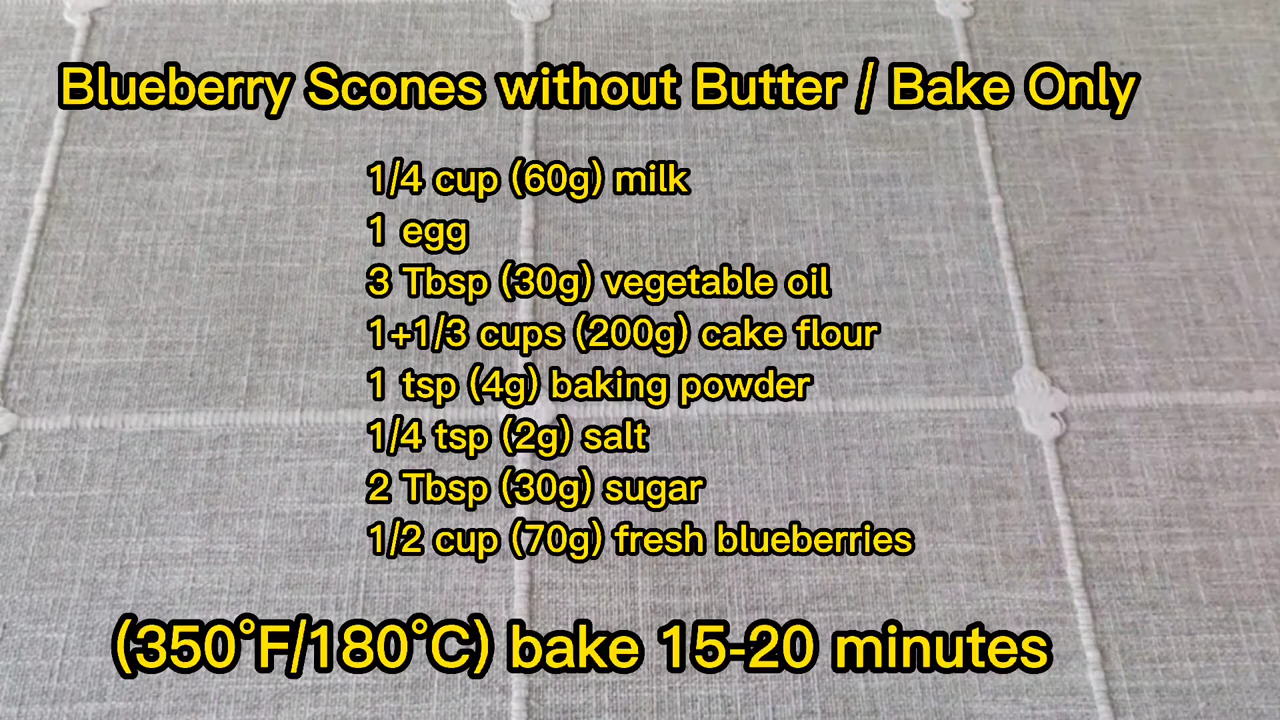 Blueberry Scones without Butter / Bake Only
1/4 cup (60g) milk
1 egg
3 Tbsp (30g) vegetable oil
1+1/3 cups (200g) cake flour
1 tsp (4g) baking powder
1/4 tsp (2g) salt
2 Tbsp (30g) sugar
1/2 cup (70g) fresh blueberries
(350°F/180°C) bake 15-20 minutes